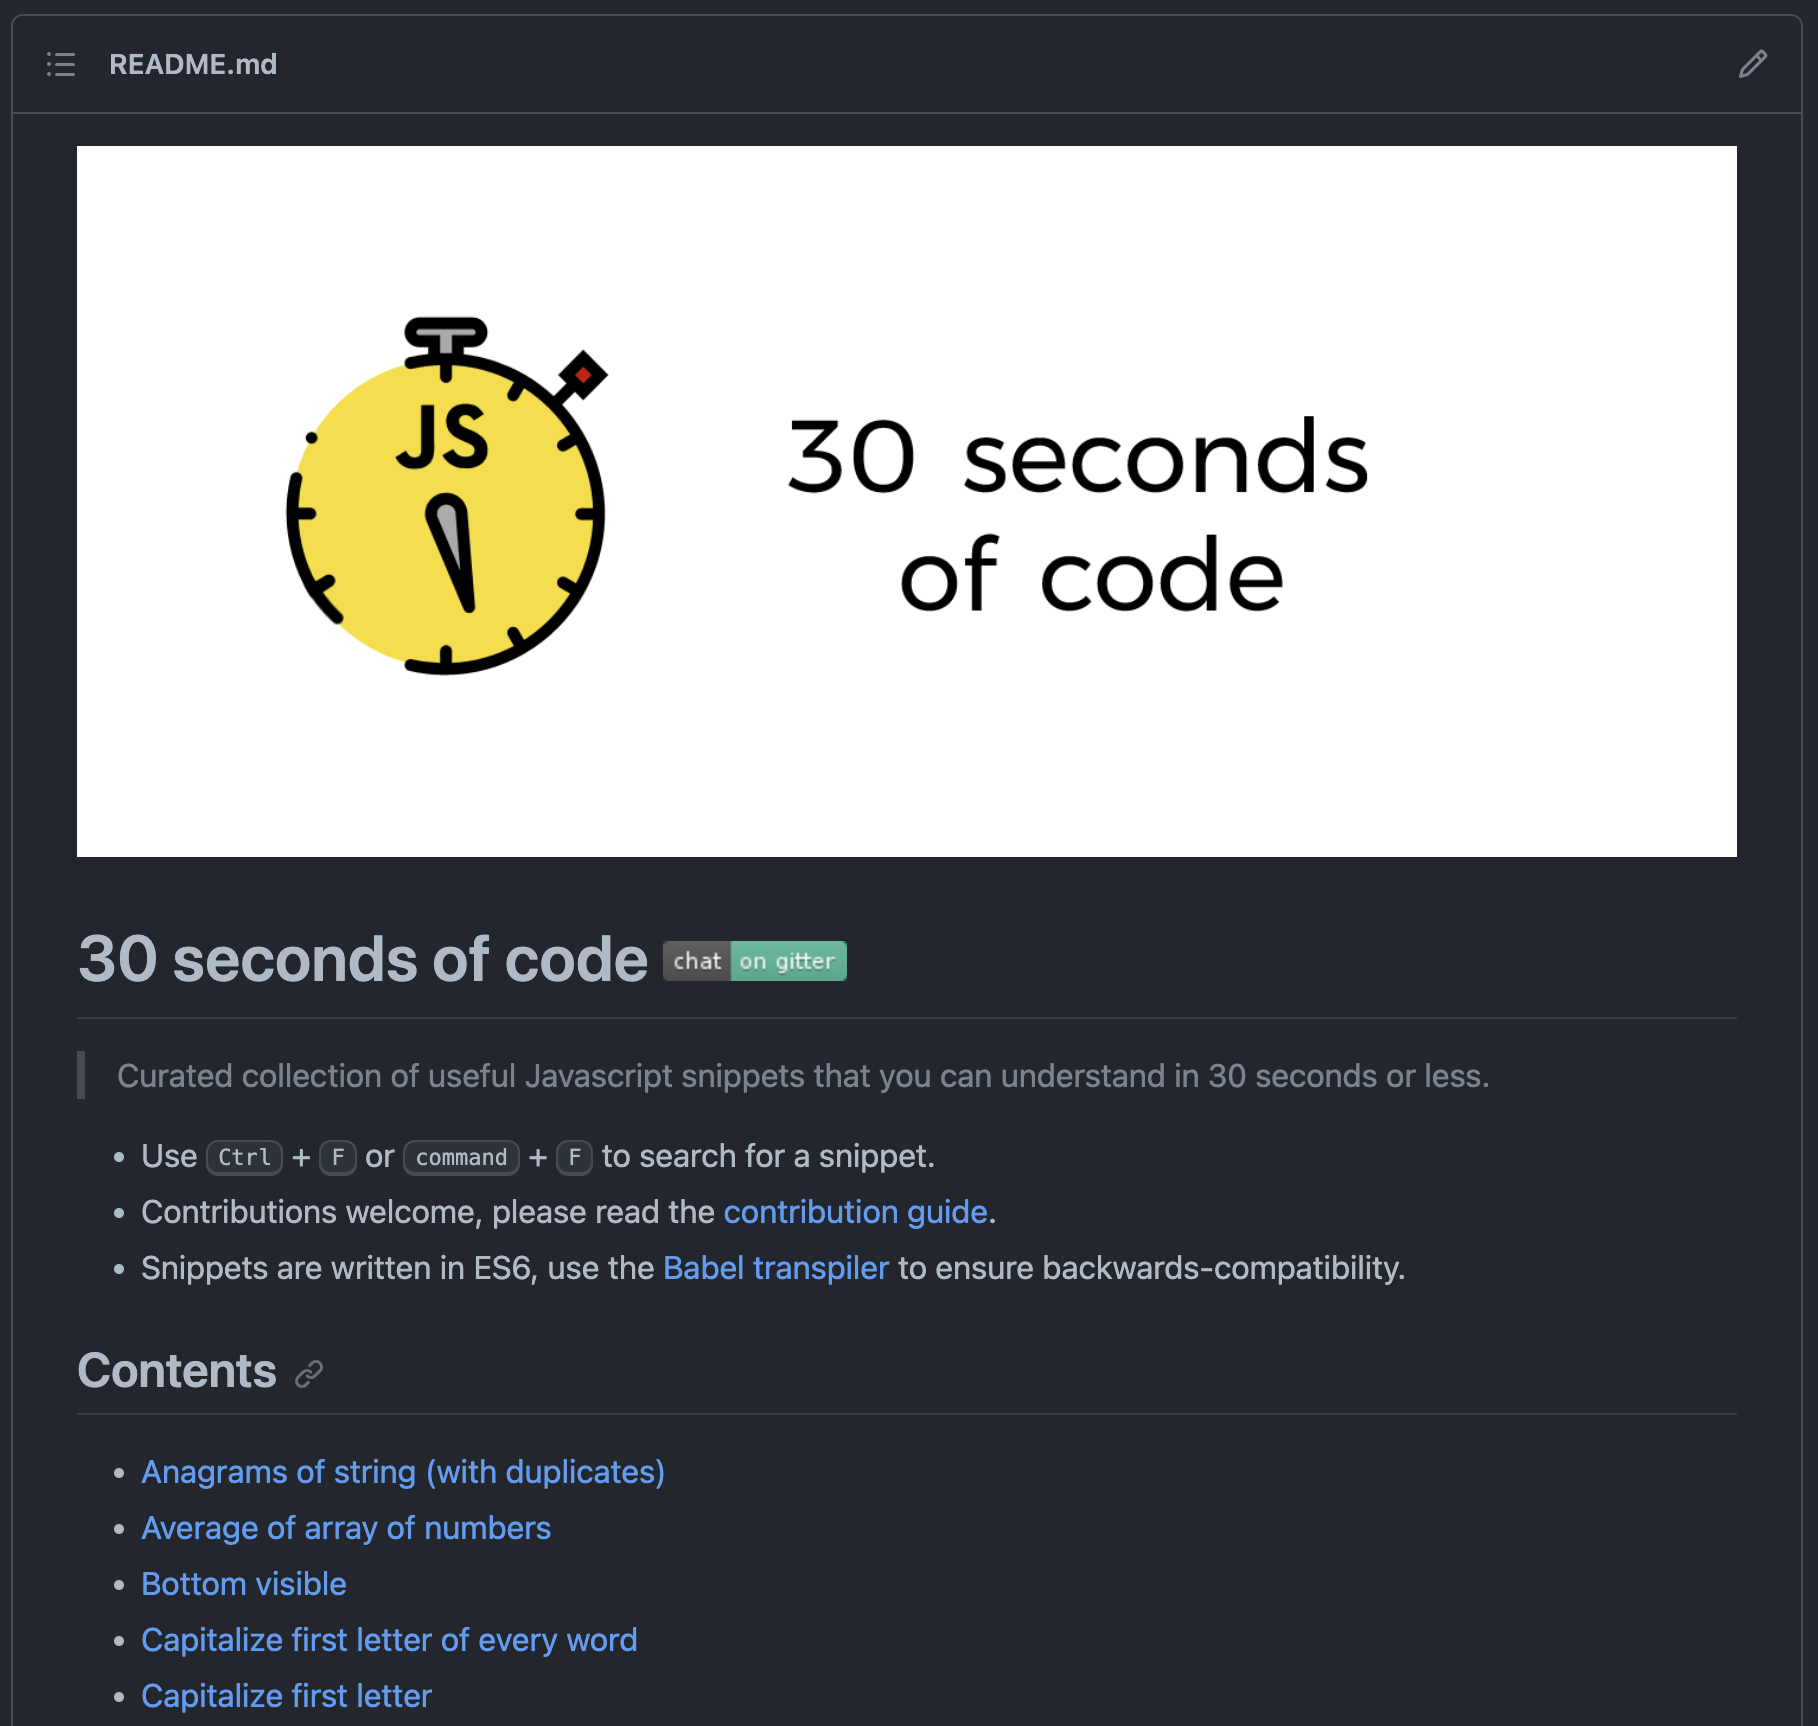 README.md
JS
30 seconds
of code
30 seconds of code chat on gitter
Curated collection of useful Javascript snippets that you can understand in 30 seconds or less.
Use Ctrl + F or command + F to search for a snippet.
Contributions welcome, please read the contribution guide.
Snippets are written in ES6, use the Babel transpiler to ensure backwards-compatibility.
Contents
Anagrams of string (with duplicates)
Average of array of numbers
Bottom visible
Capitalize first letter of every word
Capitalize first letter